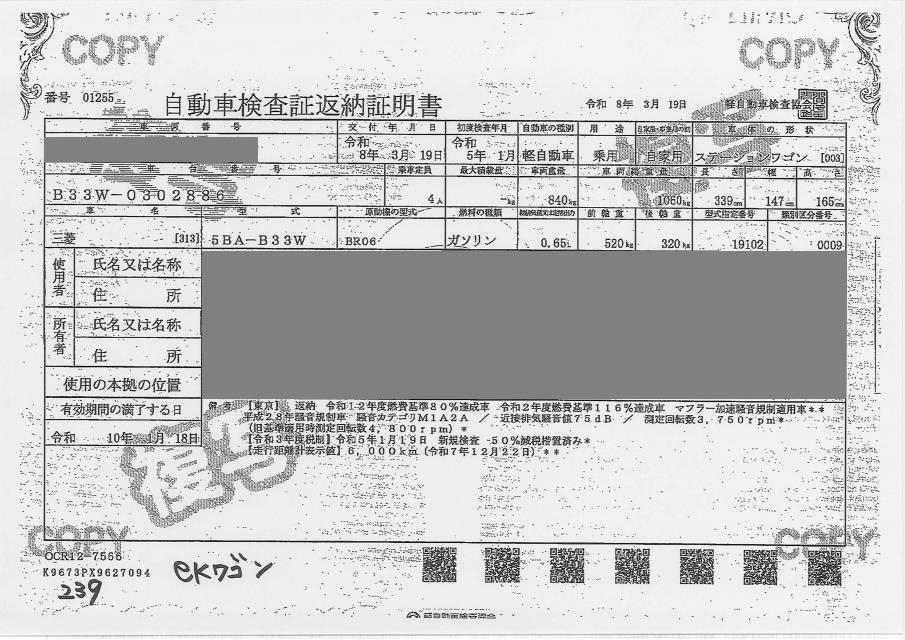 COPY
COPY
番号 01255
自動車検査証返納証明書
令和 8年 3月 19日 軽自動車検査協会
車両番号 交付年月日 初度検査年月 自動車の種別 用途 自家用・事業用の別 車体の形状
令和 8年 3月 19日 令和 5年 1月 軽自動車 乗用 自家用 ステーションワゴン [003]
車台番号 乗車定員 最大積載量 車両重量 車両総重量 長さ 幅 高さ
B33W-0302886 4人 -kg 840kg 1060kg 339cm 147cm 165cm
車名 型式 原動機の型式 燃料の種類 前軸重 後軸重 型式指定番号 類別区分番号
三菱 [313] 5BA-B33W BR06 ガソリン 0.65L 520kg 320kg 19102 0009
使用者 氏名又は名称
住所
所有者 氏名又は名称
住所
使用の本拠の位置
有効期間の満了する日
令和 10年 1月 18日
備考 【東京】 返納 令和12年度燃費基準80%達成車 令和2年度燃費基準116%達成車 マフラー加速騒音規制適用車**
平成28年騒音規制車 騒音カテゴリM1A2A / 近接排気騒音値75dB / 測定回転数3,750rpm*
(旧基準適用時測定回転数4,800rpm)*
【令和3年度税制】令和5年1月19日 新規検査 -50%減税措置済み*
【走行距離計表示値】6,000km(令和7年12月22日)**
複写
複写
COPY
COPY
OCR12-7566
K9673PX9627094
239
eKワゴン
軽自動車検査協会